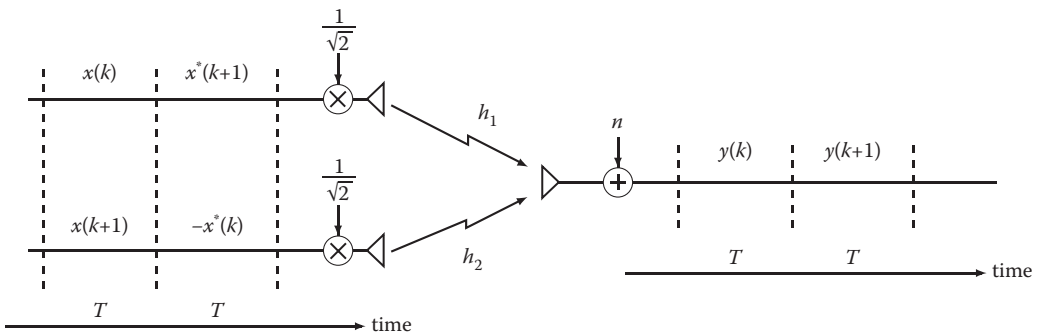 1
√2
x(k) x*(k+1)
h1
n
y(k) y(k+1)
1
√2
x(k+1) –x*(k)
h2
T T
time
T T
time